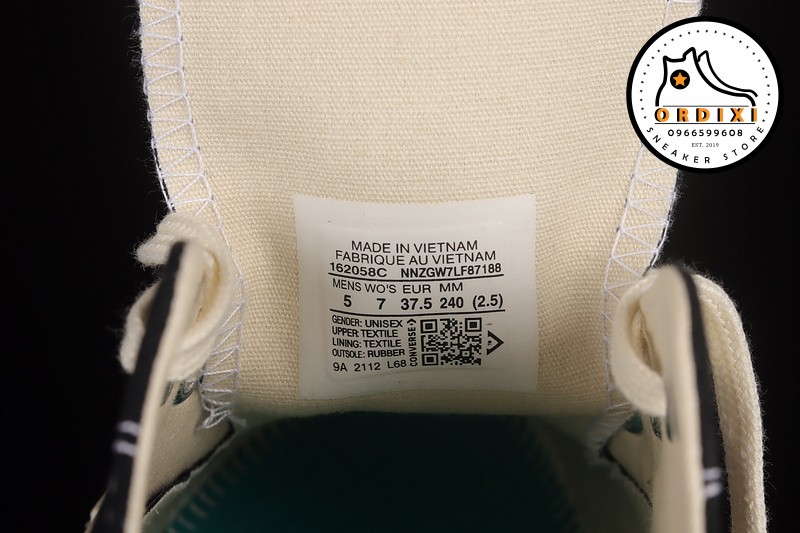 ORDIXI
0966599608
EST. 2019
SNEAKER STORE
MADE IN VIETNAM
FABRIQUE AU VIETNAM
162058C NNZGW7LF87188
MENS WO'S EUR MM
5 7 37.5 240 (2.5)
GENDER: UNISEX
UPPER: TEXTILE
LINING: TEXTILE
OUTSOLE: RUBBER
9A 2112 L68
CONVERSE